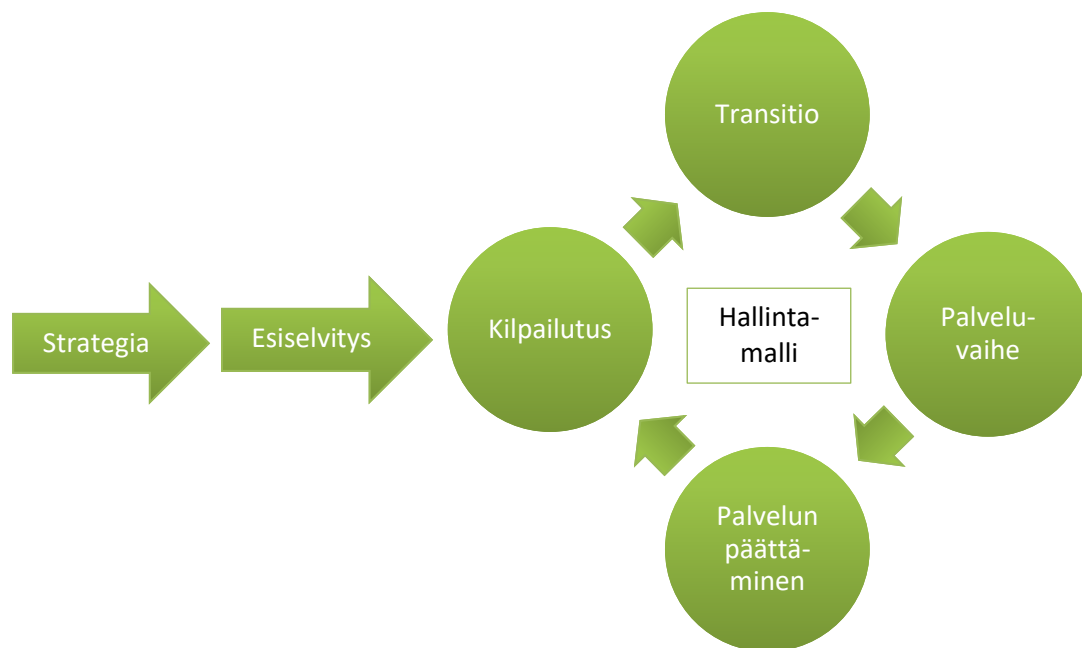 Strategia
Esiselvitys
Kilpailutus
Transitio
Palvelu-
vaihe
Palvelun
päättä-
minen
Hallinta-
malli